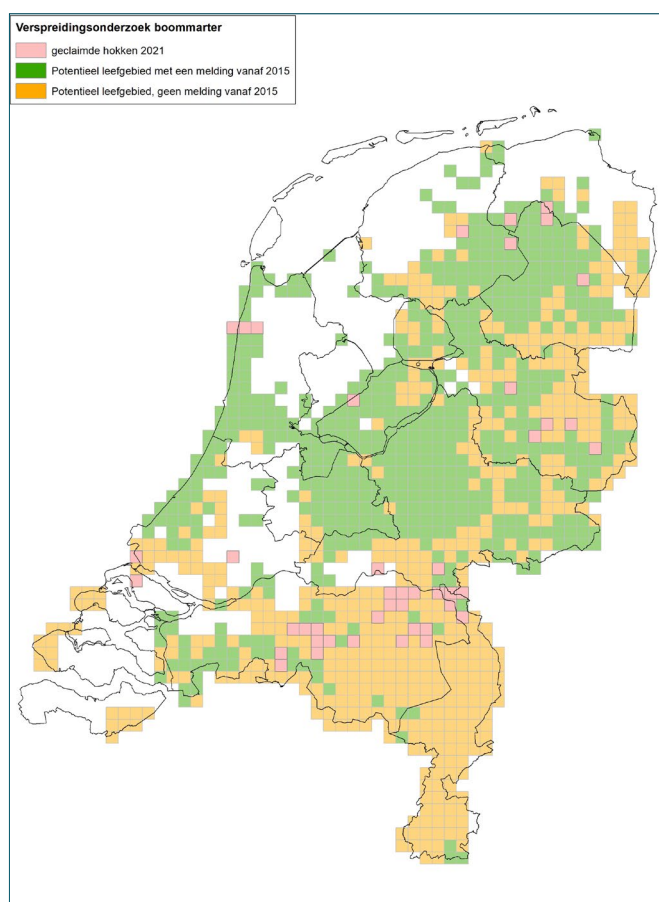 Verspreidingsonderzoek boommarter
geclaimde hokken 2021
Potentieel leefgebied met een melding vanaf 2015
Potentieel leefgebied, geen melding vanaf 2015